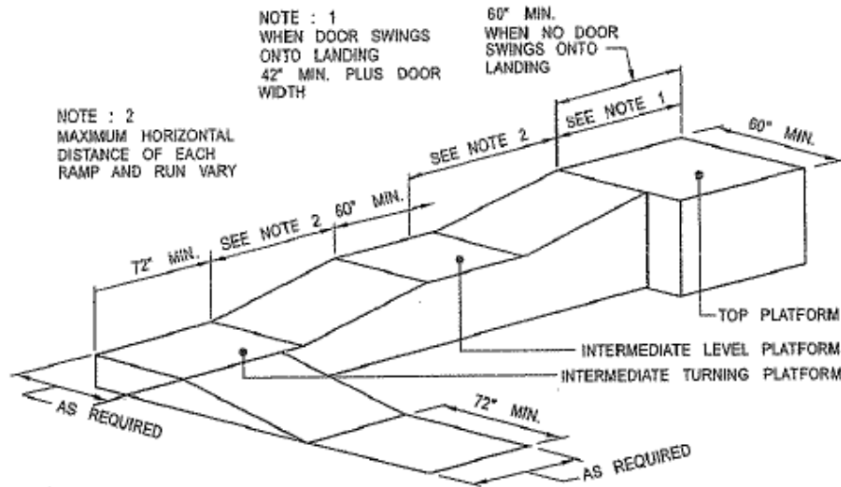 NOTE : 1
WHEN DOOR SWINGS
ONTO LANDING
42" MIN. PLUS DOOR
WIDTH
60" MIN.
WHEN NO DOOR
SWINGS ONTO
LANDING
NOTE : 2
MAXIMUM HORIZONTAL
DISTANCE OF EACH
RAMP AND RUN VARY
SEE NOTE 1
60" MIN.
SEE NOTE 2
60" MIN.
SEE NOTE 2
72" MIN.
TOP PLATFORM
INTERMEDIATE LEVEL PLATFORM
INTERMEDIATE TURNING PLATFORM
AS REQUIRED
72" MIN.
AS REQUIRED